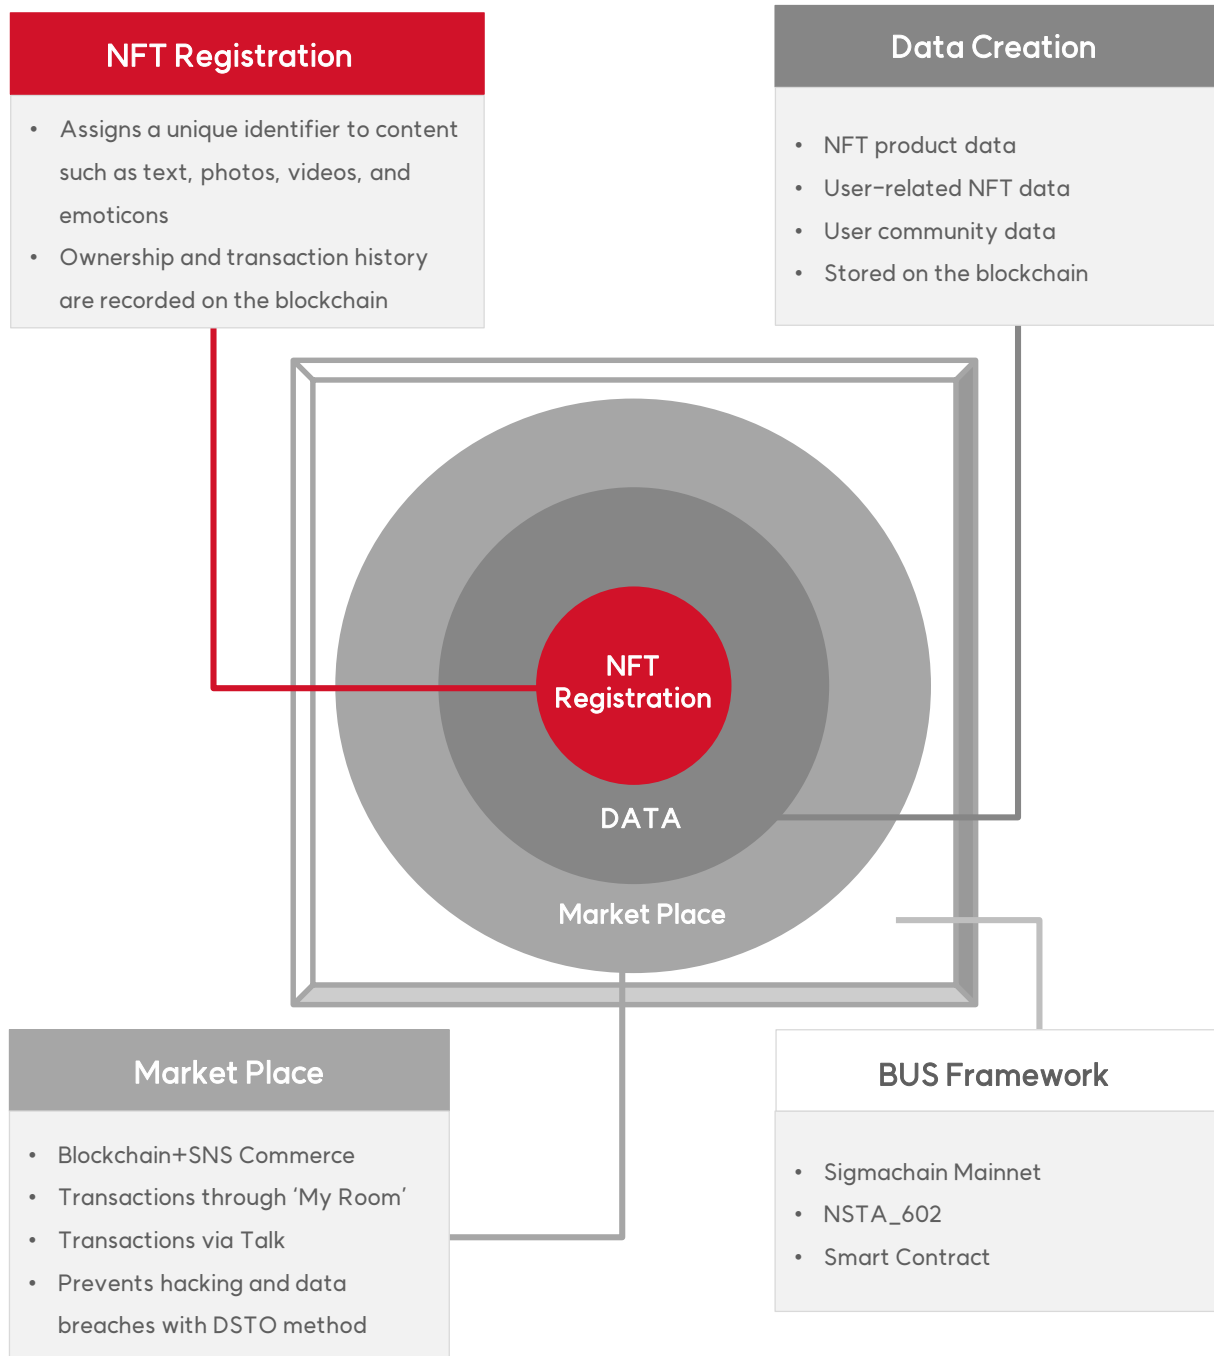 NFT Registration
• Assigns a unique identifier to content
such as text, photos, videos, and
emoticons
• Ownership and transaction history
are recorded on the blockchain
Data Creation
• NFT product data
• User-related NFT data
• User community data
• Stored on the blockchain
NFT
Registration
DATA
Market Place
Market Place
• Blockchain+SNS Commerce
• Transactions through ‘My Room’
• Transactions via Talk
• Prevents hacking and data
breaches with DSTO method
BUS Framework
• Sigmachain Mainnet
• NSTA_602
• Smart Contract